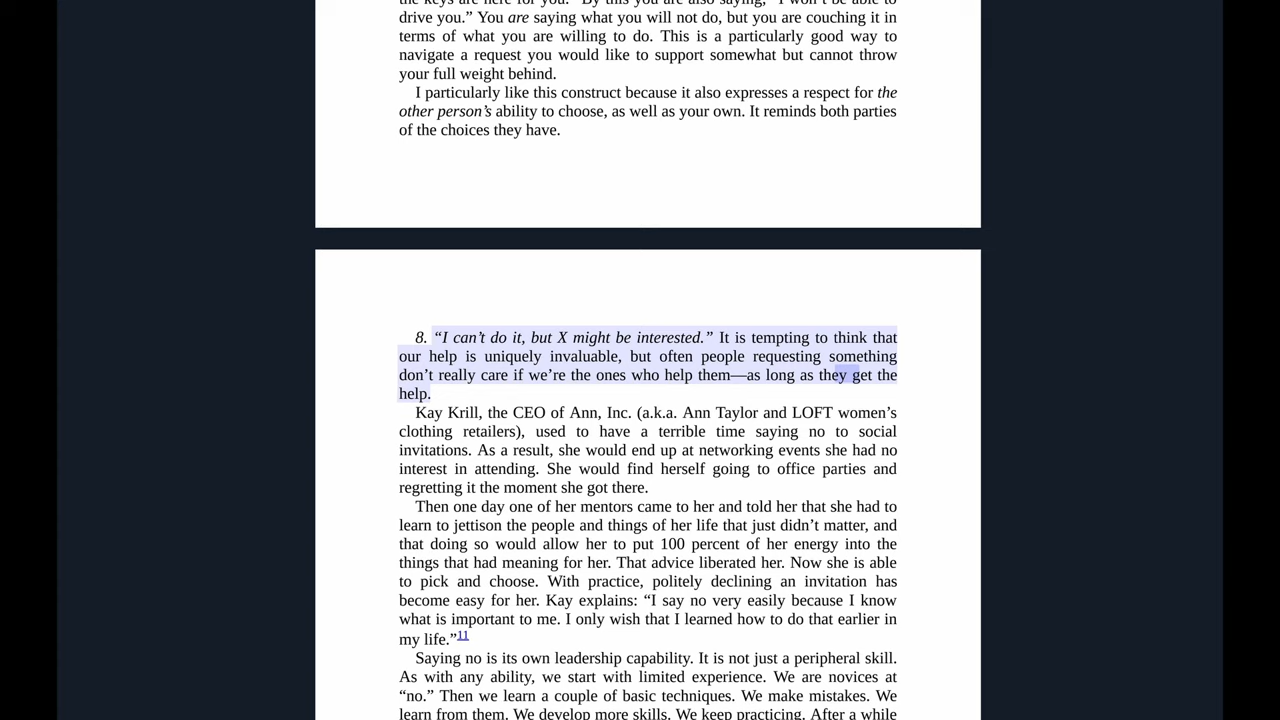 the keys are here for you.” By this you are also saying, “I won’t be able to
drive you.” You are saying what you will not do, but you are couching it in
terms of what you are willing to do. This is a particularly good way to
navigate a request you would like to support somewhat but cannot throw
your full weight behind.
I particularly like this construct because it also expresses a respect for the
other person’s ability to choose, as well as your own. It reminds both parties
of the choices they have.
8. “I can’t do it, but X might be interested.” It is tempting to think that
our help is uniquely invaluable, but often people requesting something
don’t really care if we’re the ones who help them—as long as they get the
help.
Kay Krill, the CEO of Ann, Inc. (a.k.a. Ann Taylor and LOFT women’s
clothing retailers), used to have a terrible time saying no to social
invitations. As a result, she would end up at networking events she had no
interest in attending. She would find herself going to office parties and
regretting it the moment she got there.
Then one day one of her mentors came to her and told her that she had to
learn to jettison the people and things of her life that just didn’t matter, and
that doing so would allow her to put 100 percent of her energy into the
things that had meaning for her. That advice liberated her. Now she is able
to pick and choose. With practice, politely declining an invitation has
become easy for her. Kay explains: “I say no very easily because I know
what is important to me. I only wish that I learned how to do that earlier in
my life.”11
Saying no is its own leadership capability. It is not just a peripheral skill.
As with any ability, we start with limited experience. We are novices at
“no.” Then we learn a couple of basic techniques. We make mistakes. We
learn from them. We develop more skills. We keep practicing. After a while